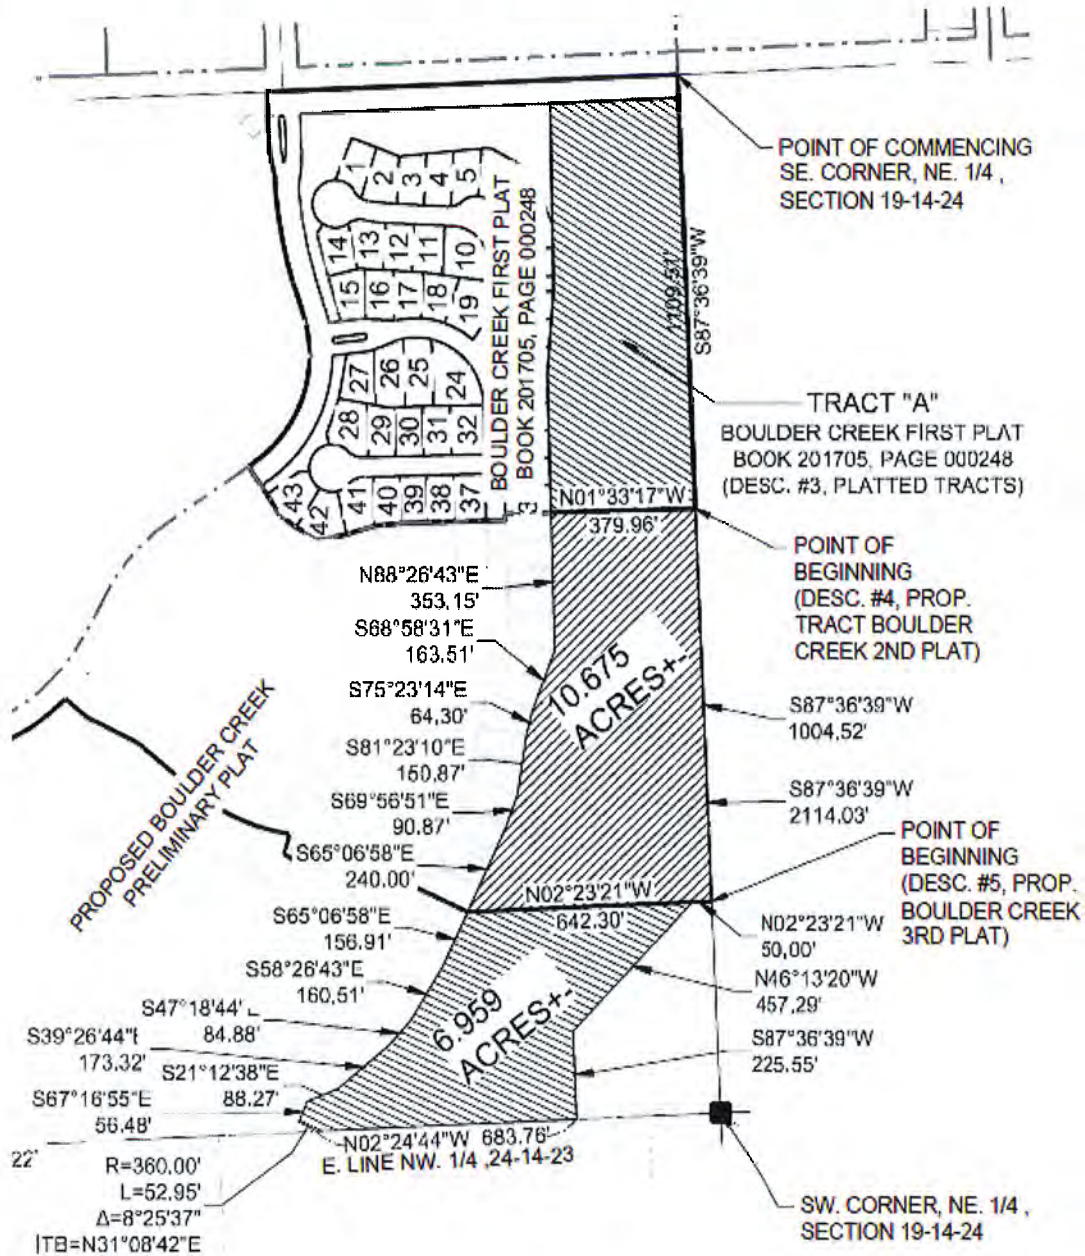 POINT OF COMMENCING
SE. CORNER, NE. 1/4 ,
SECTION 19-14-24
1
2
3
4
5
14
13
12
11
10
15
16
17
18
19
27
26
25
24
28
29
30
31
32
43
42
41
40
39
38
37
3
BOULDER CREEK FIRST PLAT
BOOK 201705, PAGE 000248
1109.51'
S87°36'39"W
TRACT "A"
BOULDER CREEK FIRST PLAT
BOOK 201705, PAGE 000248
(DESC. #3, PLATTED TRACTS)
N01°33'17"W
379.96'
POINT OF
BEGINNING
(DESC. #4, PROP.
TRACT BOULDER
CREEK 2ND PLAT)
N88°26'43"E
353.15'
S68°58'31"E
163.51'
S75°23'14"E
64.30'
S81°23'10"E
150.87'
S69°56'51"E
90.87'
S65°06'58"E
240.00'
10.675
ACRES+-
S87°36'39"W
1004.52'
S87°36'39"W
2114.03'
PROPOSED BOULDER CREEK
PRELIMINARY PLAT
POINT OF
BEGINNING
(DESC. #5, PROP.
BOULDER CREEK
3RD PLAT)
N02°23'21"W
642.30'
N02°23'21"W
50.00'
S65°06'58"E
156.91'
S58°26'43"E
160.51'
S47°18'44"
84.88'
S39°26'44"E
173.32'
S21°12'38"E
88.27'
S67°16'55"E
56.48'
6.959
ACRES+-
N46°13'20"W
457.29'
S87°36'39"W
225.55'
N02°24'44"W 683.76'
E. LINE NW. 1/4 ,24-14-23
22'
R=360.00'
L=52.95'
Δ=8°25'37"
ITB=N31°08'42"E
SW. CORNER, NE. 1/4 ,
SECTION 19-14-24